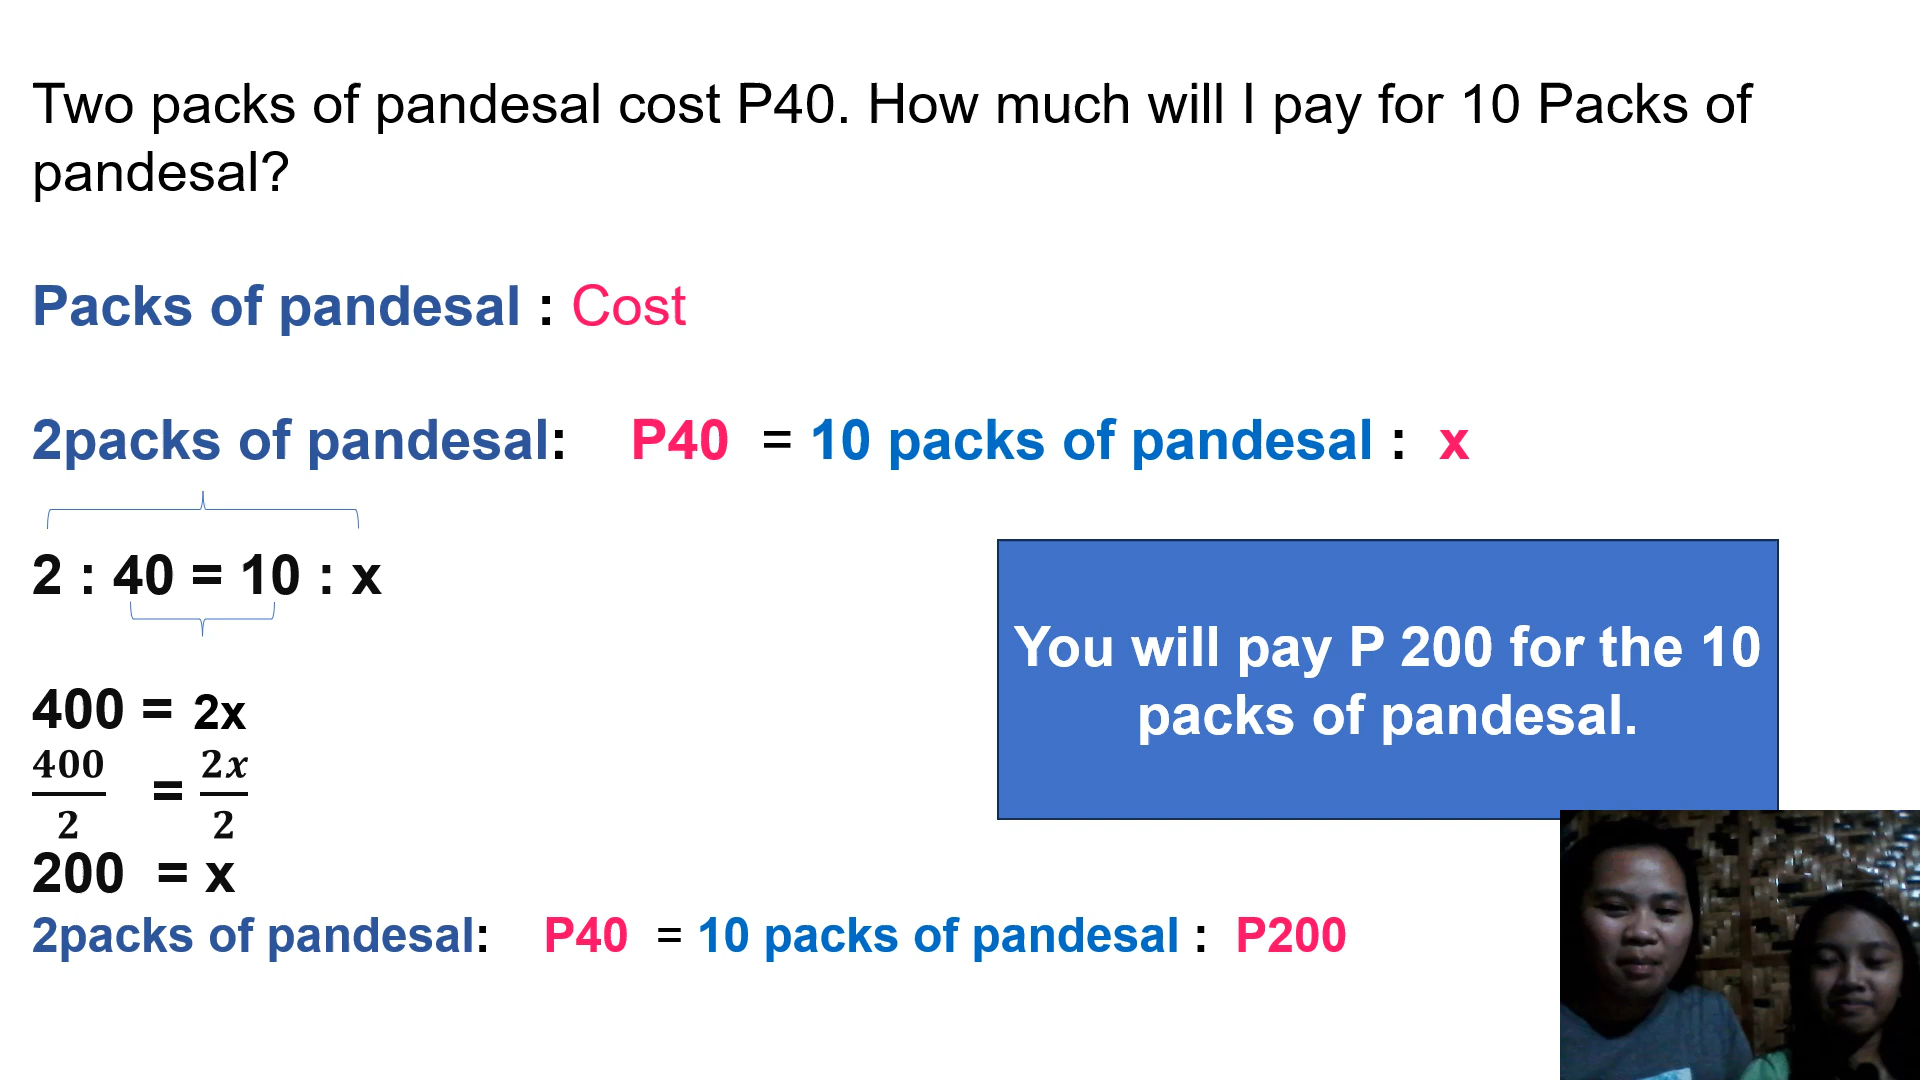 Two packs of pandesal cost P40. How much will I pay for 10 Packs of
pandesal?
Packs of pandesal : Cost
2packs of pandesal: P40 = 10 packs of pandesal : x
2 : 40 = 10 : x
400 = 2x
400/2 = 2x/2
200 = x
2packs of pandesal: P40 = 10 packs of pandesal : P200
You will pay P 200 for the 10
packs of pandesal.